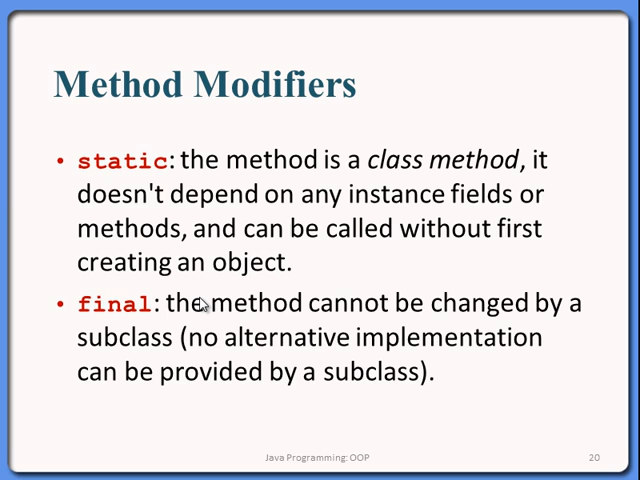 Method Modifiers
• static: the method is a class method, it
doesn't depend on any instance fields or
methods, and can be called without first
creating an object.
• final: the method cannot be changed by a
subclass (no alternative implementation
can be provided by a subclass).
Java Programming: OOP
20